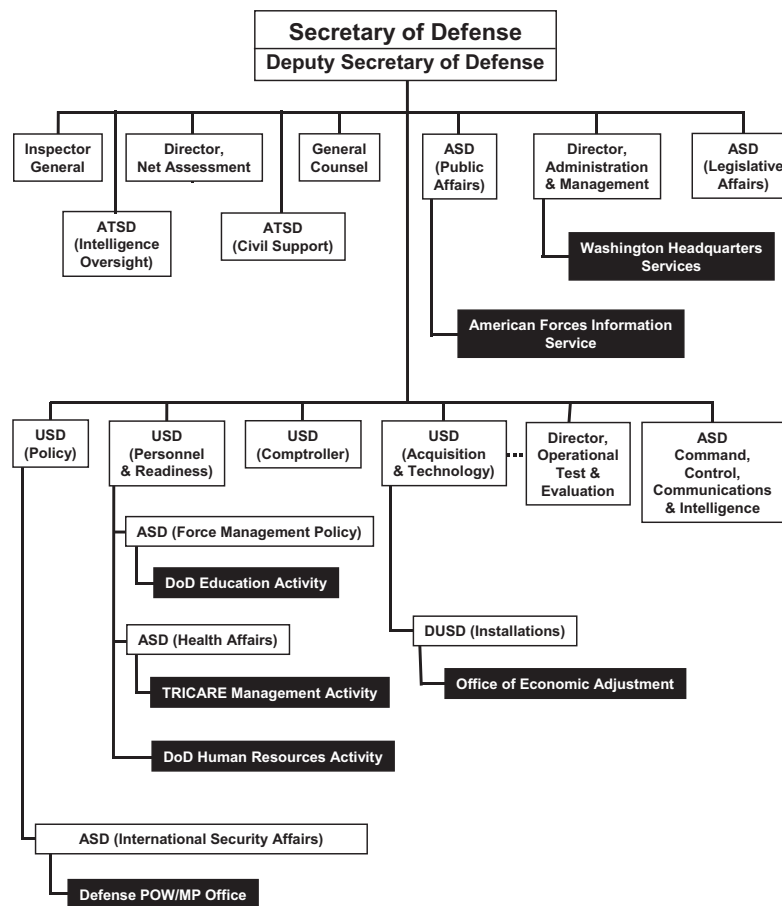 Secretary of Defense
Deputy Secretary of Defense
Inspector
General
Director,
Net Assessment
General
Counsel
ASD
(Public
Affairs)
Director,
Administration
& Management
ASD
(Legislative
Affairs)
ATSD
(Intelligence
Oversight)
ATSD
(Civil Support)
Washington Headquarters
Services
American Forces Information
Service
USD
(Policy)
USD
(Personnel
& Readiness)
USD
(Comptroller)
USD
(Acquisition
& Technology)
Director,
Operational
Test &
Evaluation
ASD
Command,
Control,
Communications
& Intelligence
ASD (Force Management Policy)
DoD Education Activity
ASD (Health Affairs)
TRICARE Management Activity
DoD Human Resources Activity
DUSD (Installations)
Office of Economic Adjustment
ASD (International Security Affairs)
Defense POW/MP Office